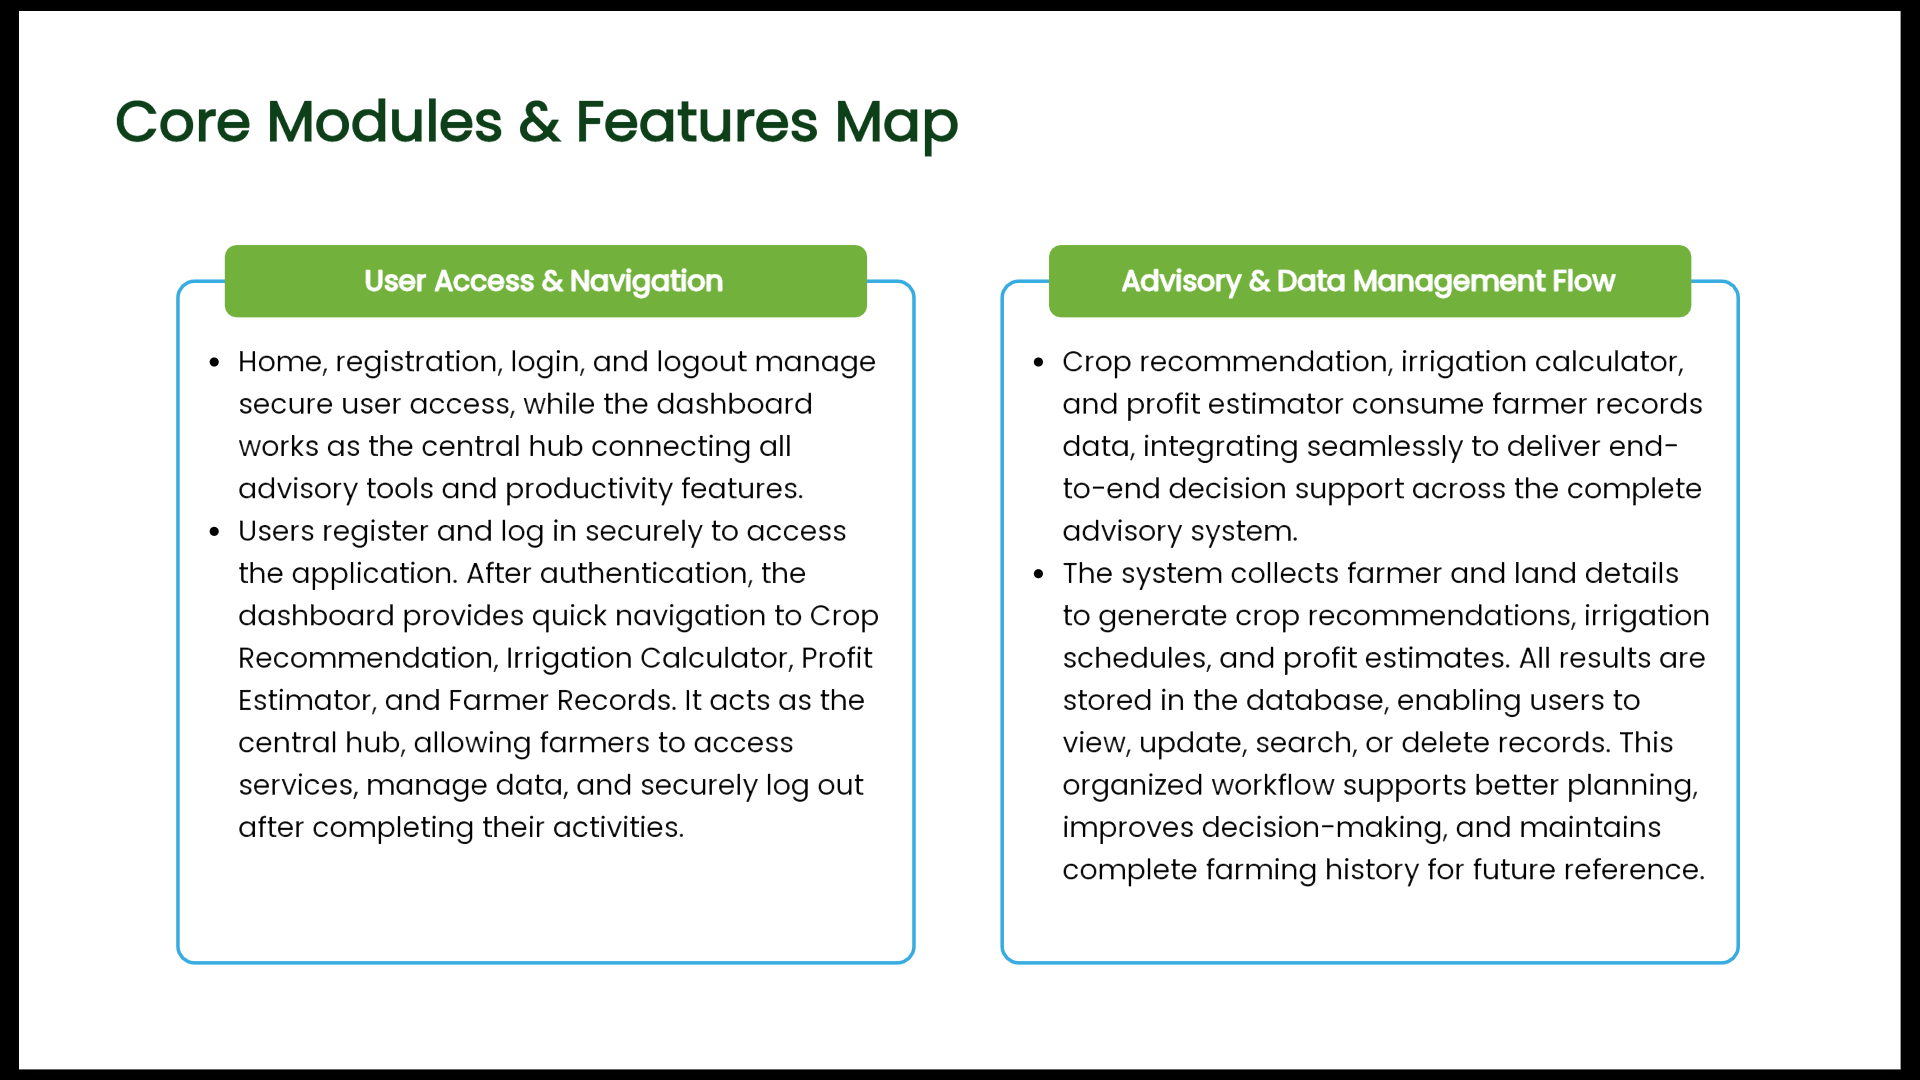 Core Modules & Features Map
User Access & Navigation
• Home, registration, login, and logout manage
secure user access, while the dashboard
works as the central hub connecting all
advisory tools and productivity features.
• Users register and log in securely to access
the application. After authentication, the
dashboard provides quick navigation to Crop
Recommendation, Irrigation Calculator, Profit
Estimator, and Farmer Records. It acts as the
central hub, allowing farmers to access
services, manage data, and securely log out
after completing their activities.
Advisory & Data Management Flow
• Crop recommendation, irrigation calculator,
and profit estimator consume farmer records
data, integrating seamlessly to deliver end-
to-end decision support across the complete
advisory system.
• The system collects farmer and land details
to generate crop recommendations, irrigation
schedules, and profit estimates. All results are
stored in the database, enabling users to
view, update, search, or delete records. This
organized workflow supports better planning,
improves decision-making, and maintains
complete farming history for future reference.